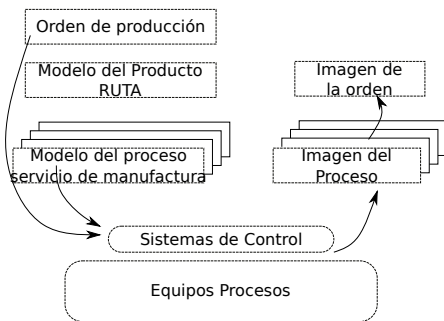 Orden de producción
Modelo del Producto
RUTA
Imagen de
la orden
Modelo del proceso
servicio de manufactura
Imagen del
Proceso
Sistemas de Control
Equipos Procesos